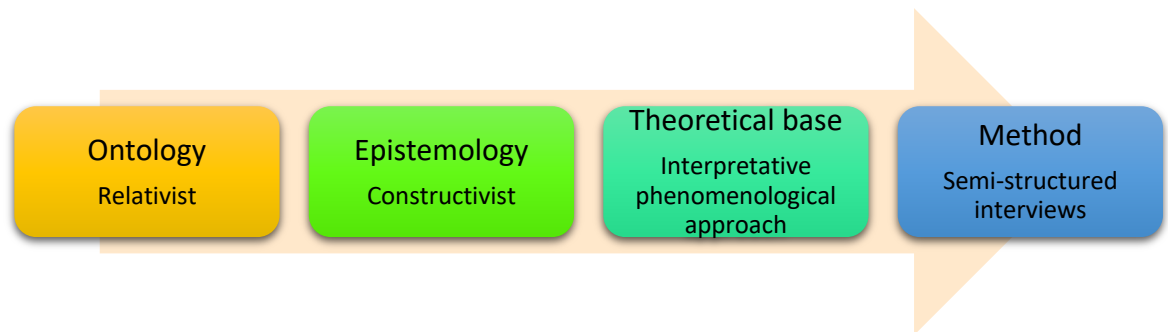 Ontology
Relativist
Epistemology
Constructivist
Theoretical base
Interpretative
phenomenological
approach
Method
Semi-structured
interviews